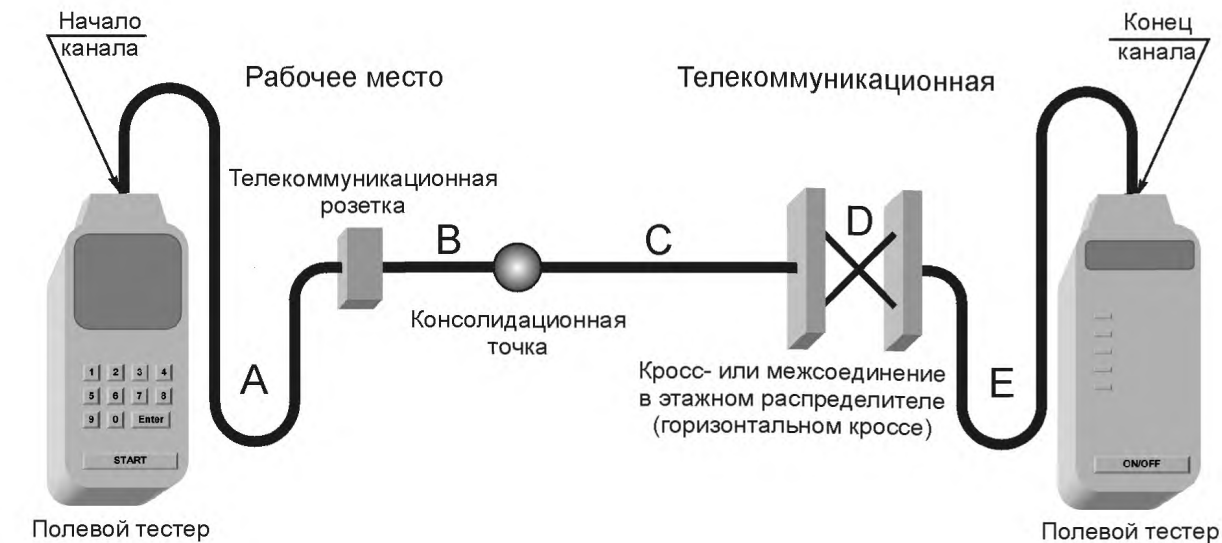 Начало
канала
Конец
канала
Рабочее место
Телекоммуникационная
Телекоммуникационная
розетка
A
B
C
D
E
Консолидационная
точка
Кросс- или межсоединение
в этажном распределителе
(горизонтальном кроссе)
1 2 3 4
5 6 7 8
9 0 Enter
START
ON/OFF
Полевой тестер
Полевой тестер